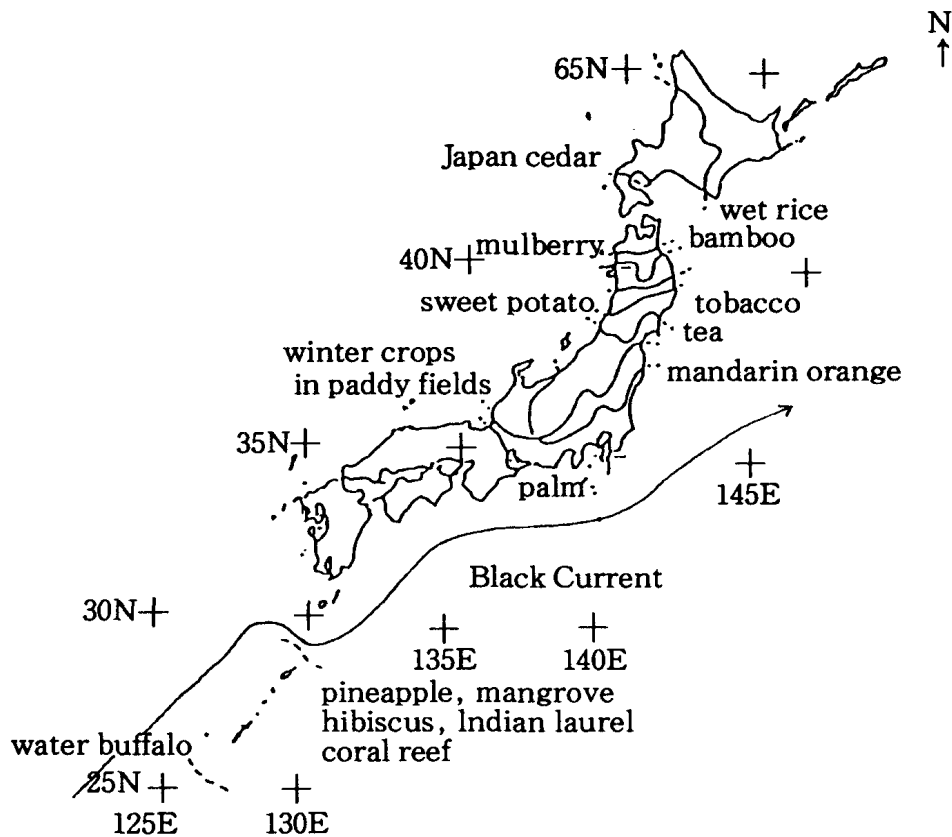 N
65N
Japan cedar
wet rice
mulberry
bamboo
40N
sweet potato
tobacco
tea
winter crops
in paddy fields
mandarin orange
35N
palm
145E
Black Current
30N
135E
140E
pineapple, mangrove
hibiscus, Indian laurel
coral reef
water buffalo
25N
125E
130E